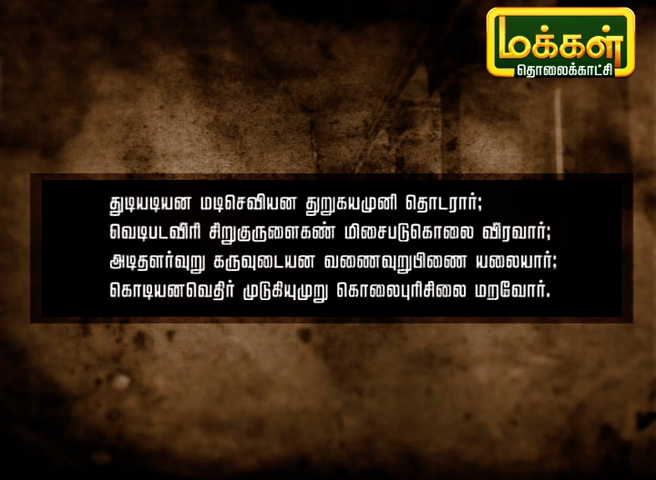 மக்கள்
தொலைக்காட்சி
துடியடியன மடிசெவியன துறுகயமுனி தொடரார்;
வெடிபடவிரி சிறுகுருளைகண் மிசைபடுகொலை விரவார்;
அடிதளர்வுறு கருவுடையன வணைவுறுபிணை யலையார்;
கொடியனவெதிர் முடுகியுமுறு கொலைபுரிசிலை மறவோர்.